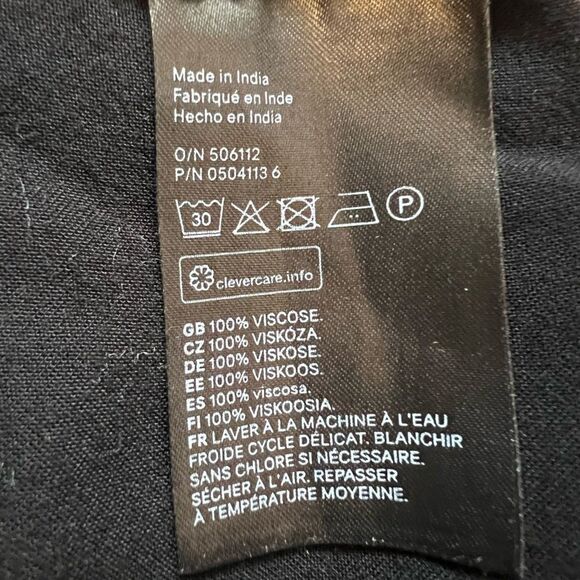 Made in India
Fabriqué en Inde
Hecho en India
O/N 506112
P/N 0504113 6
30 P
clevercare.info
GB 100% VISCOSE.
CZ 100% VISKÓZA.
DE 100% VISKOSE.
EE 100% VISKOOS.
ES 100% viscosa.
FI 100% VISKOOSIA.
FR LAVER À LA MACHINE À L'EAU
FROIDE CYCLE DÉLICAT. BLANCHIR
SANS CHLORE SI NÉCESSAIRE.
SÉCHER À L'AIR. REPASSER
À TEMPÉRATURE MOYENNE.